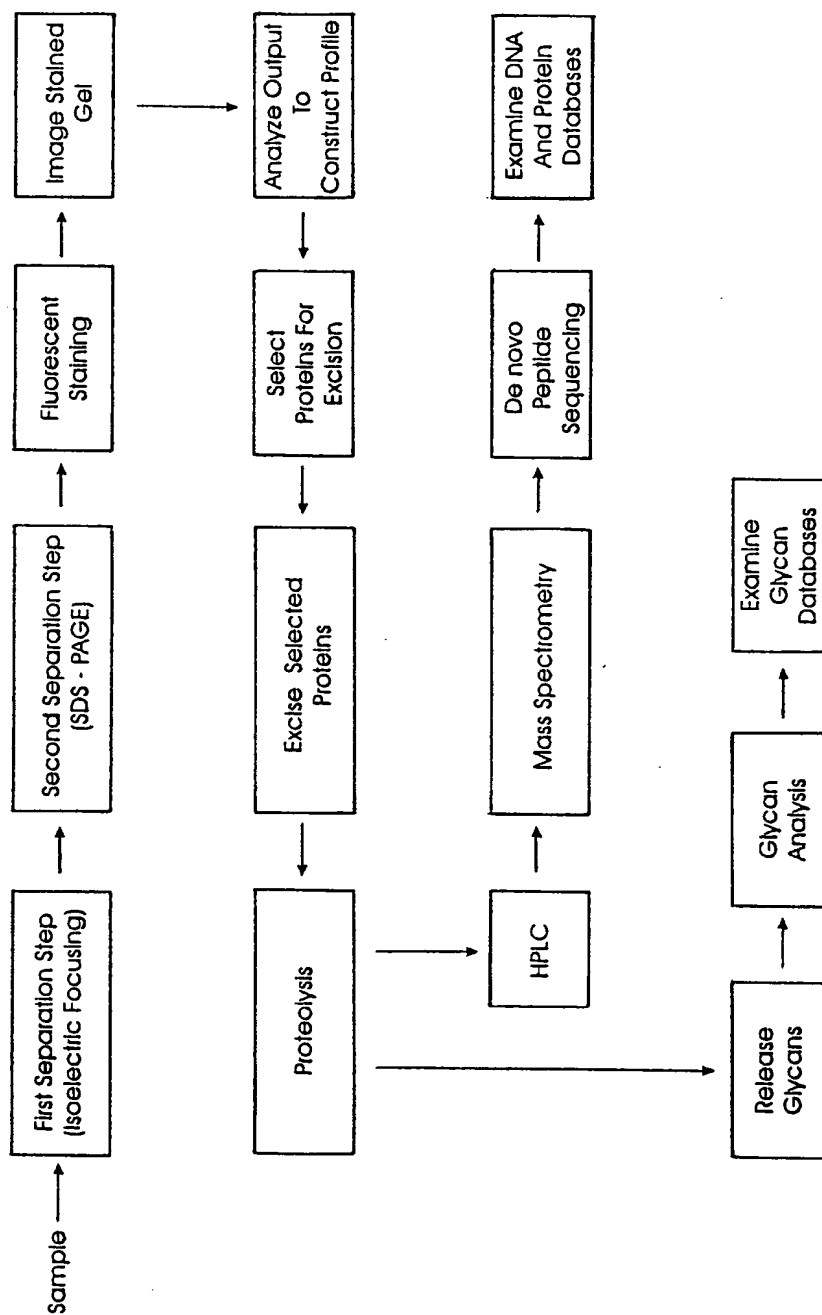 Sample
First Separation Step
(Isoelectric Focusing)
Second Separation Step
(SDS - PAGE)
Fluorescent
Staining
Image Stained
Gel
Analyze Output
To
Construct Profile
Select
Proteins For
Excision
Excise Selected
Proteins
Proteolysis
HPLC
Mass Spectrometry
De novo
Peptide
Sequencing
Examine DNA
And Protein
Databases
Release
Glycans
Glycan
Analysis
Examine
Glycan
Databases